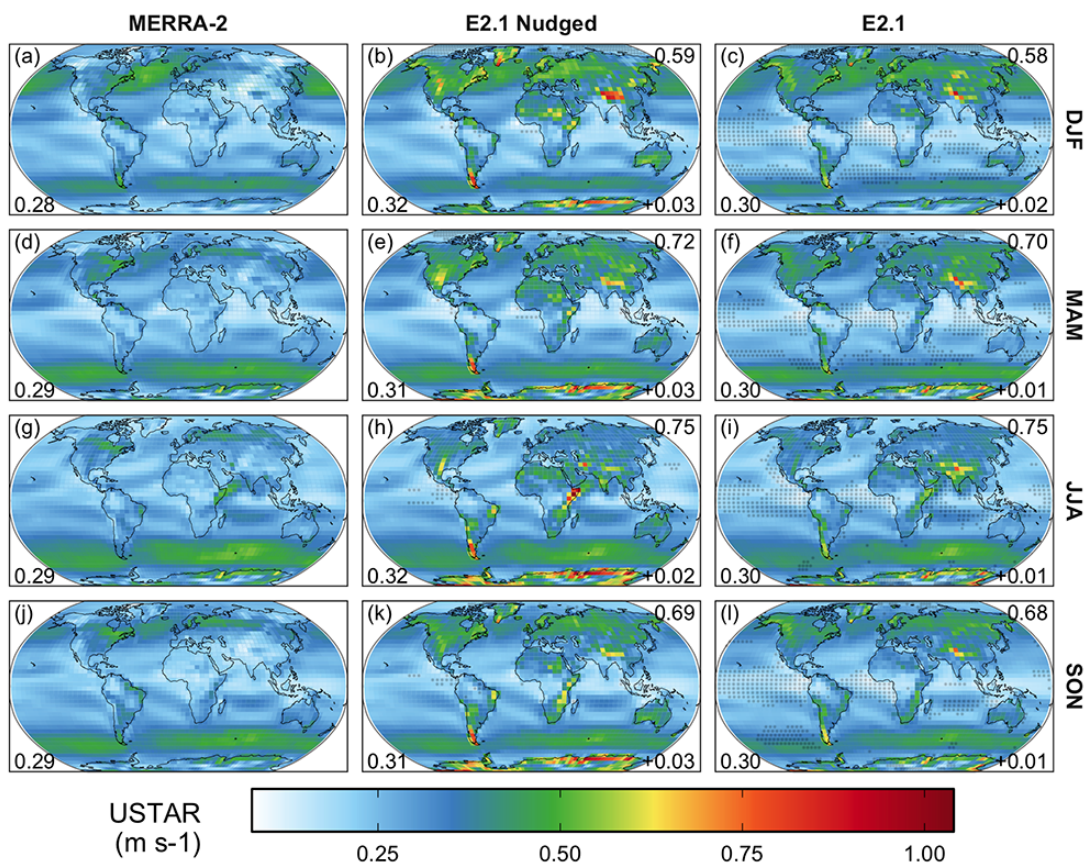 MERRA-2 E2.1 Nudged E2.1
(a) (b) 0.59 (c) 0.58
DJF
0.28 0.32 +0.03 0.30 +0.02
(d) (e) 0.72 (f) 0.70
MAM
0.29 0.31 +0.03 0.30 +0.01
(g) (h) 0.75 (i) 0.75
JJA
0.29 0.32 +0.02 0.30 +0.01
(j) (k) 0.69 (l) 0.68
SON
0.29 0.31 +0.03 0.30 +0.01
USTAR
(m s-1)
0.25 0.50 0.75 1.00